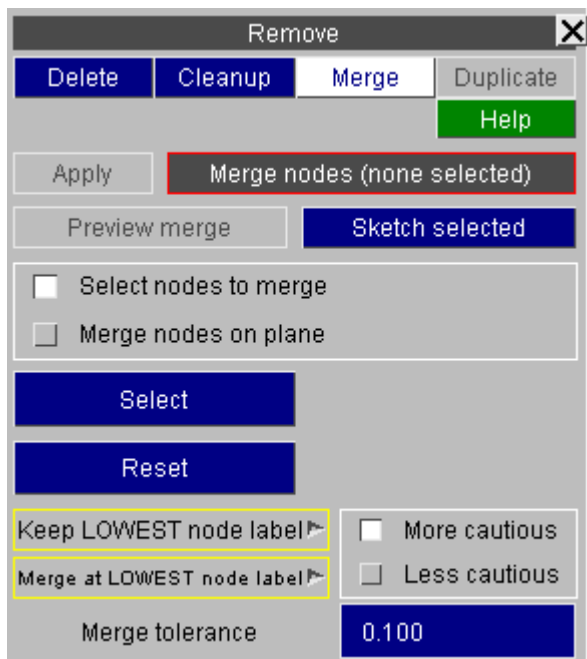 Remove
Delete Cleanup Merge Duplicate
Help
Apply Merge nodes (none selected)
Preview merge Sketch selected
Select nodes to merge
Merge nodes on plane
Select
Reset
Keep LOWEST node label More cautious
Merge at LOWEST node label Less cautious
Merge tolerance 0.100